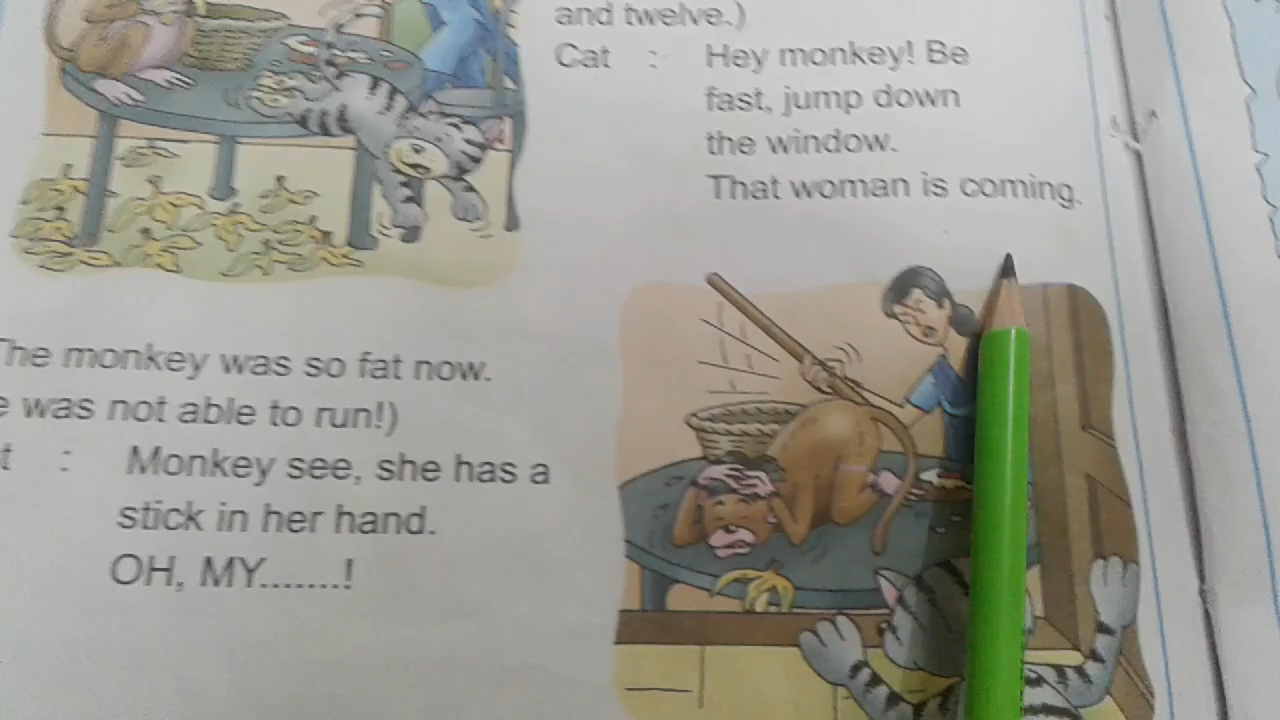 and twelve.)
Cat : Hey monkey! Be
fast, jump down
the window.
That woman is coming.
The monkey was so fat now.
was not able to run!)
: Monkey see, she has a
stick in her hand.
OH, MY.......!